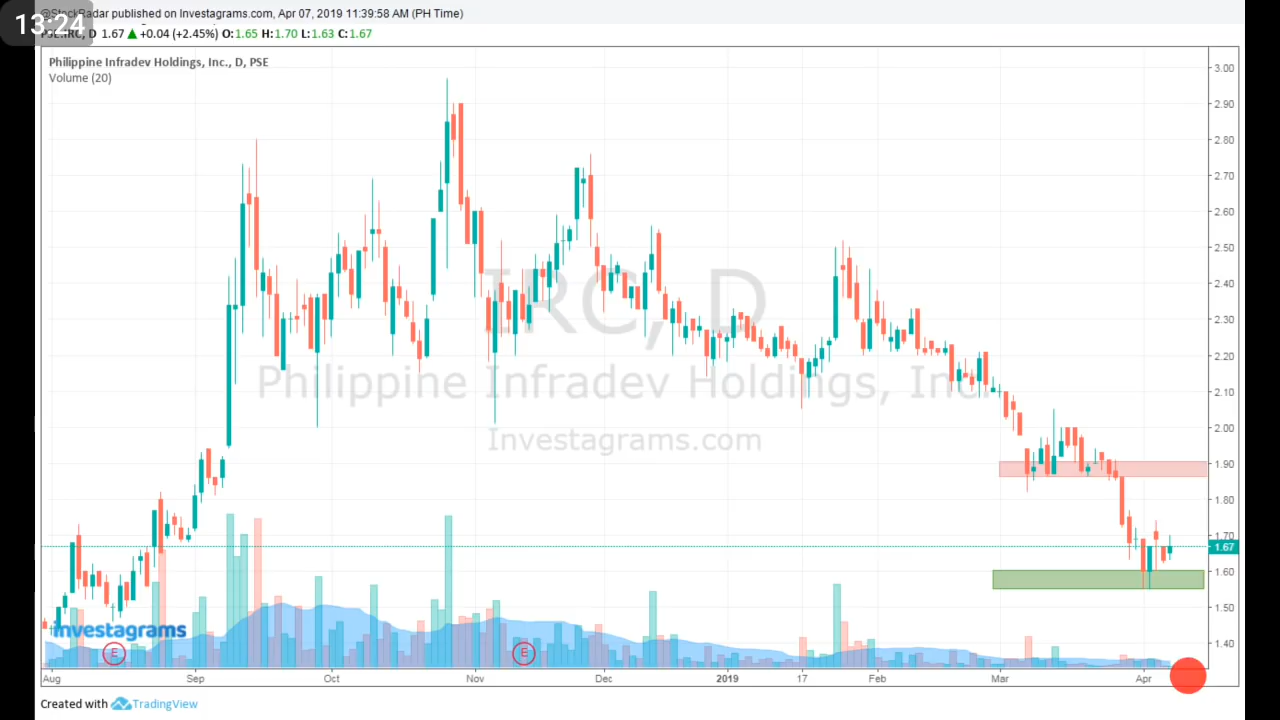 13:24
@StockRadar published on Investagrams.com, Apr 07, 2019 11:39:58 AM (PH Time)
PSE:IRC, D 1.67 ▲ +0.04 (+2.45%) O:1.65 H:1.70 L:1.63 C:1.67
Philippine Infradev Holdings, Inc., D, PSE
Volume (20)
3.00
2.90
2.80
2.70
2.60
2.50
2.40
2.30
2.20
2.10
2.00
1.90
1.80
1.70
1.67
1.60
1.50
1.40
IRC, D
Philippine Infradev Holdings, Inc.
Investagrams.com
Investagrams
E E
Aug Sep Oct Nov Dec 2019 17 Feb Mar Apr
Created with TradingView